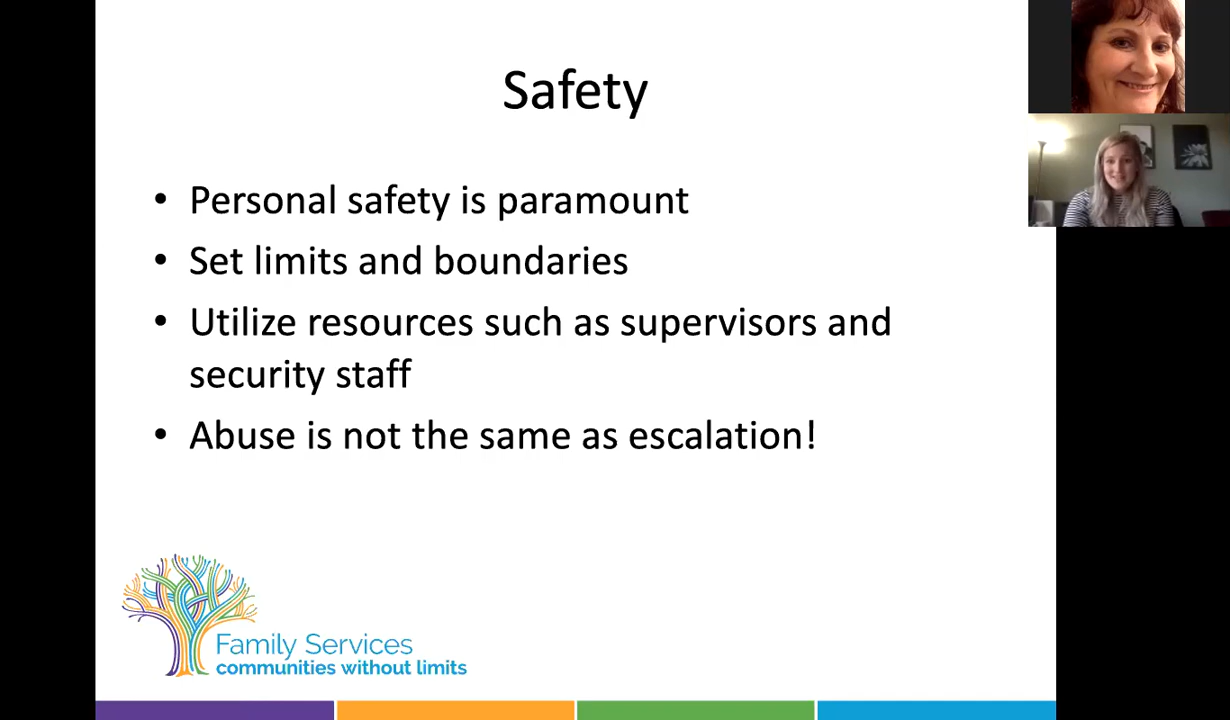 Safety
• Personal safety is paramount
• Set limits and boundaries
• Utilize resources such as supervisors and
security staff
• Abuse is not the same as escalation!
Family Services
communities without limits